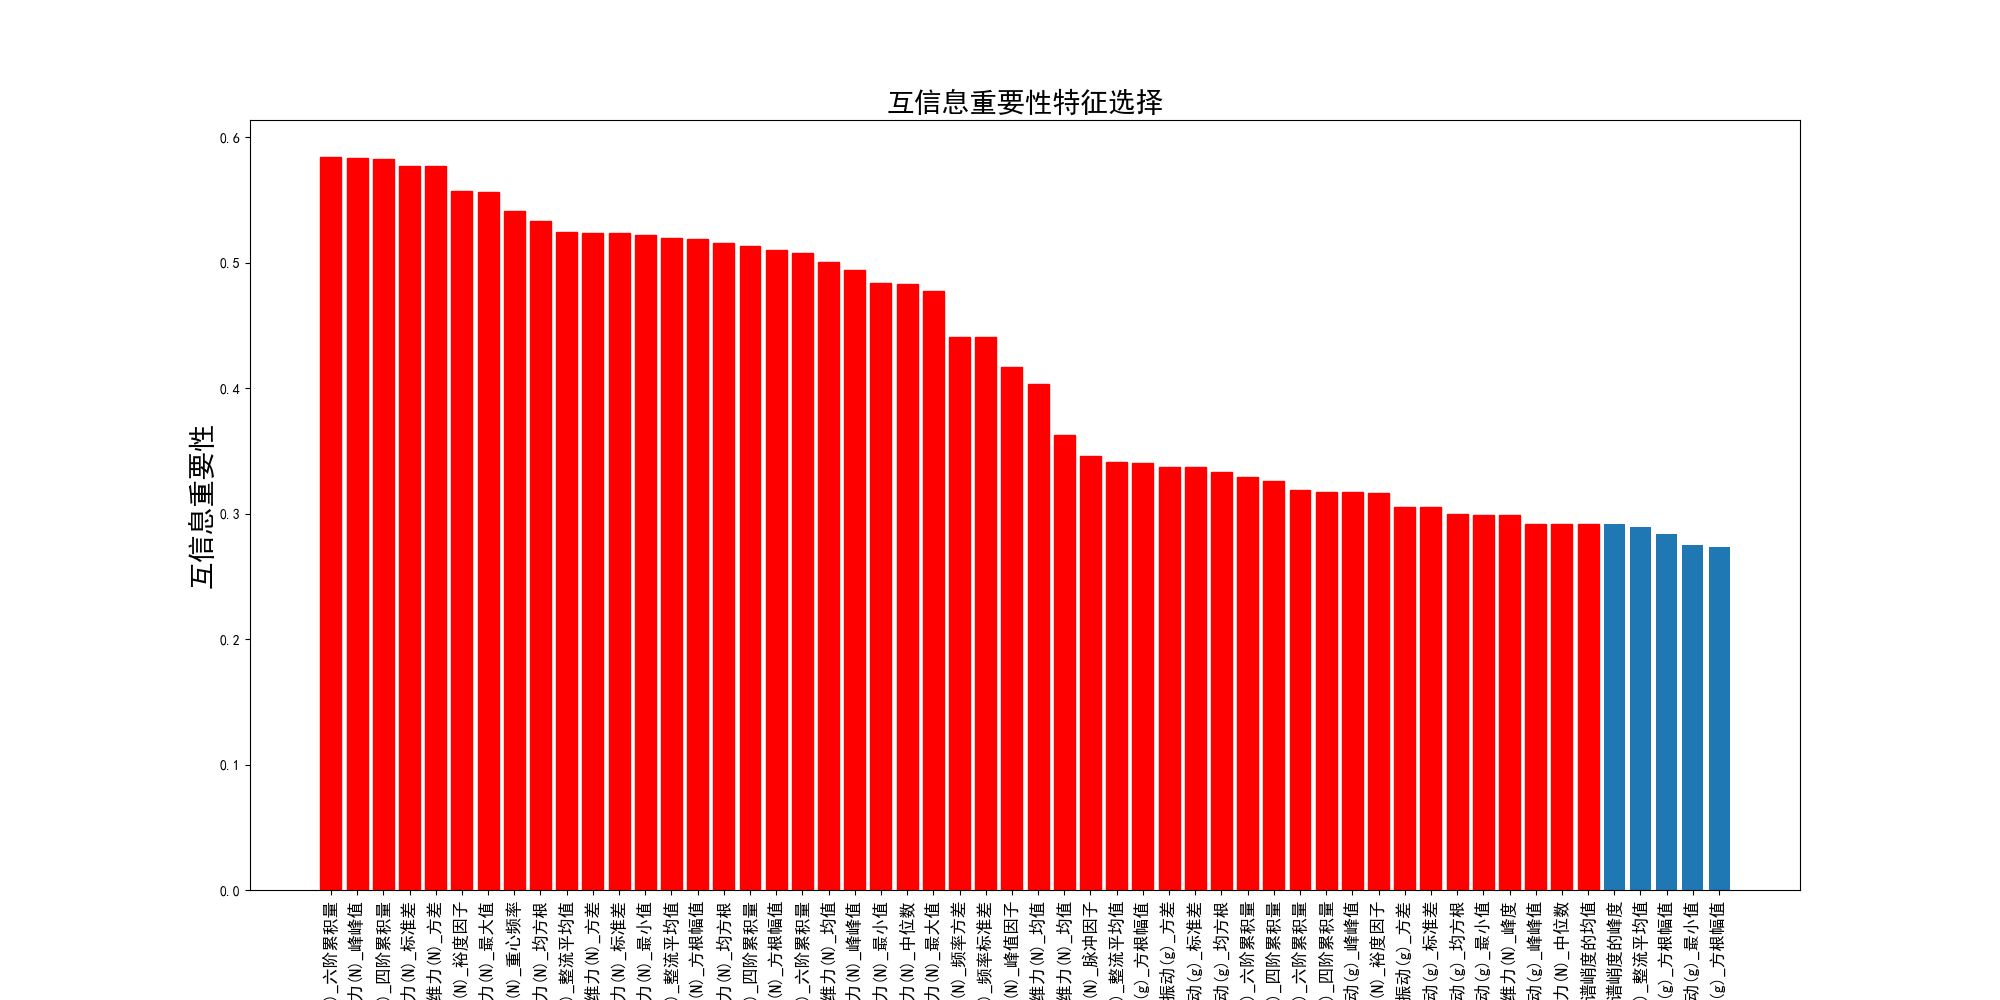 互信息重要性特征选择
互信息重要性
0.6
0.5
0.4
0.3
0.2
0.1
0.0
)_六阶累积量
力(N)_峰峰值
)_四阶累积量
力(N)_标准差
维力(N)_方差
(N)_裕度因子
力(N)_最大值
(N)_重心频率
力(N)_均方根
)_整流平均值
维力(N)_方差
力(N)_标准差
力(N)_最小值
)_整流平均值
(N)_方根幅值
力(N)_均方根
)_四阶累积量
(N)_方根幅值
)_六阶累积量
维力(N)_均值
力(N)_峰峰值
力(N)_最小值
力(N)_中位数
力(N)_最大值
(N)_频率方差
)_频率标准差
(N)_峰值因子
维力(N)_均值
维力(N)_均值
(N)_脉冲因子
)_整流平均值
(g)_方根幅值
振动(g)_方差
动(g)_标准差
动(g)_均方根
)_六阶累积量
)_四阶累积量
)_六阶累积量
)_四阶累积量
动(g)_峰峰值
(N)_裕度因子
振动(g)_方差
动(g)_标准差
动(g)_均方根
动(g)_最小值
维力(N)_峰度
动(g)_峰峰值
力(N)_中位数
谱峭度的均值
谱峭度的峰度
)_整流平均值
(g)_方根幅值
动(g)_最小值
(g)_方根幅值